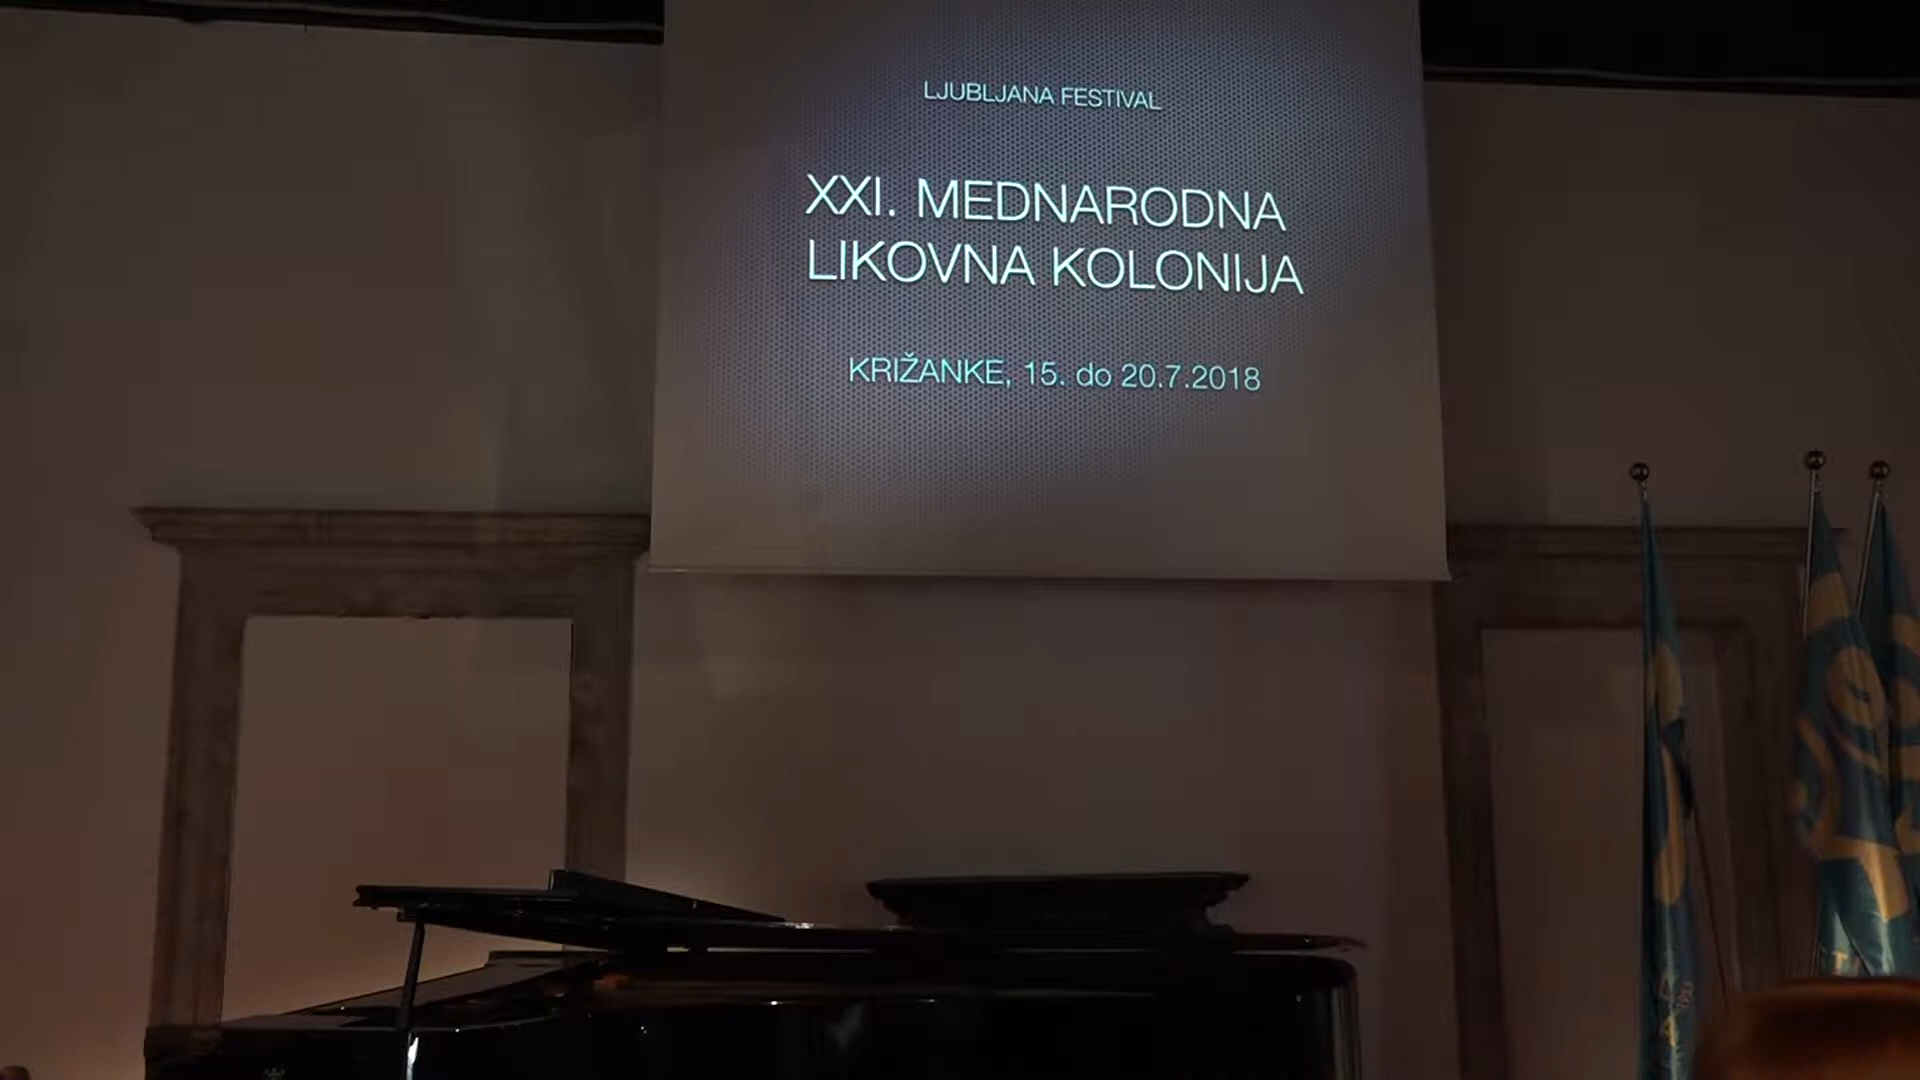 LJUBLJANA FESTIVAL
XXI. MEDNARODNA
LIKOVNA KOLONIJA
KRIŽANKE, 15. do 20.7.2018